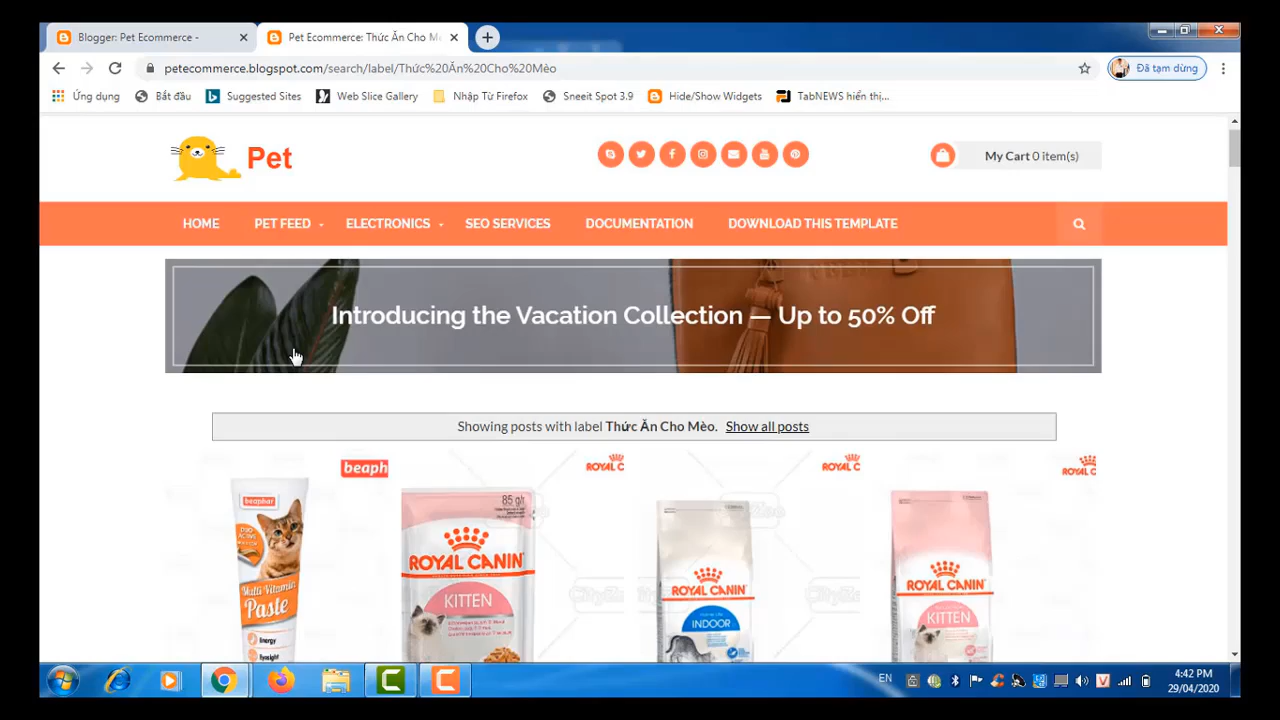 Blogger: Pet Ecommerce -
Pet Ecommerce: Thức Ăn Cho M
petecommerce.blogspot.com/search/label/Thức%20Ăn%20Cho%20Mèo
Đã tạm dừng
Ứng dụng
Bắt đầu
Suggested Sites
Web Slice Gallery
Nhập Từ Firefox
Sneeit Spot 3.9
Hide/Show Widgets
TabNEWS hiển thị...
Pet
My Cart 0 item(s)
HOME
PET FEED
ELECTRONICS
SEO SERVICES
DOCUMENTATION
DOWNLOAD THIS TEMPLATE
Introducing the Vacation Collection — Up to 50% Off
Showing posts with label Thức Ăn Cho Mèo. Show all posts
beaph
ROYAL C
ROYAL C
ROYAL C
beaphar
DUO ACTIVE
Multi Vitamin
Paste
Energy
Eyesight
85 g/
ROYAL CANIN
KITTEN
ROYAL CANIN
INDOOR
ROYAL CANIN
KITTEN
EN
4:42 PM
29/04/2020